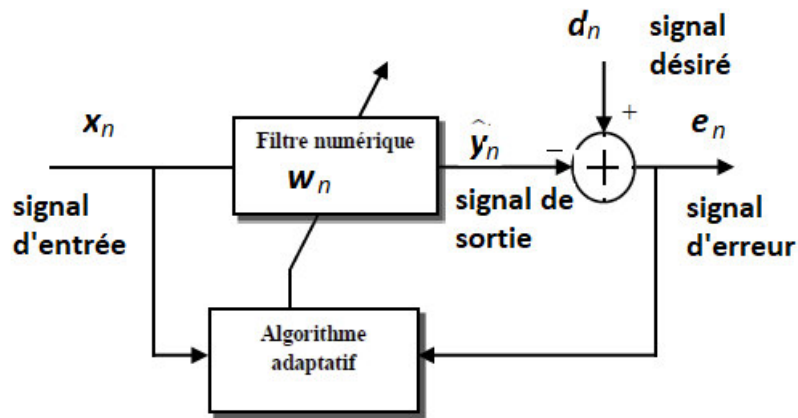 dₙ
signal
désiré
xₙ
Filtre numérique
wₙ
ŷₙ
−
+
+
eₙ
signal
d'entrée
signal de
sortie
signal
d'erreur
Algorithme
adaptatif